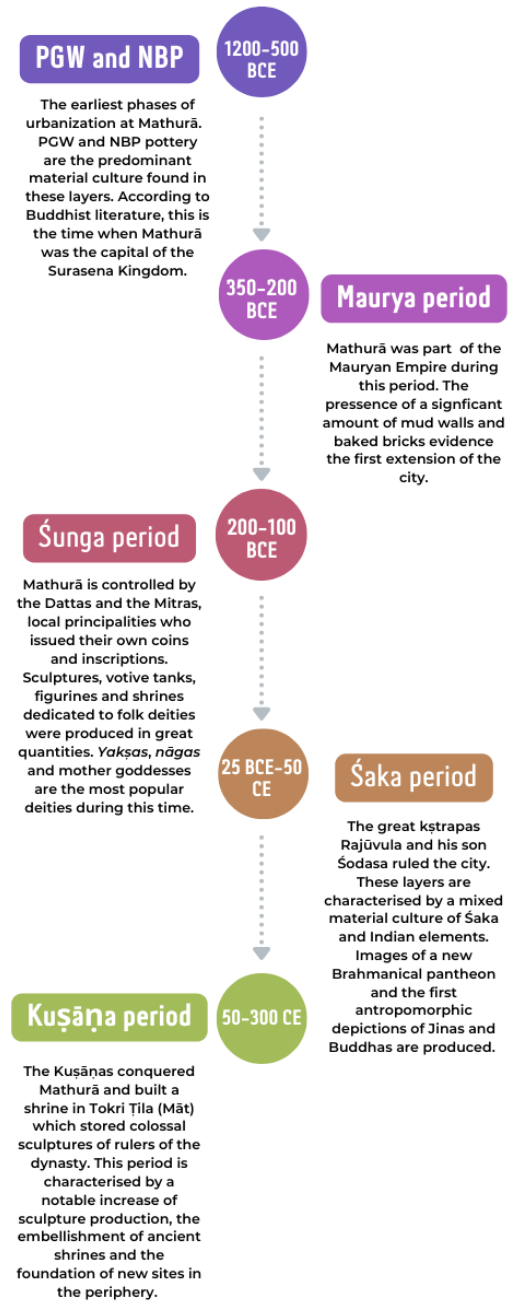 1200-500
BCE
PGW and NBP
The earliest phases of
urbanization at Mathurā.
PGW and NBP pottery
are the predominant
material culture found in
these layers. According to
Buddhist literature, this is
the time when Mathurā
was the capital of the
Surasena Kingdom.
350-200
BCE
Maurya period
Mathurā was part of the
Mauryan Empire during
this period. The
pressence of a signficant
amount of mud walls and
baked bricks evidence
the first extension of the
city.
200-100
BCE
Śunga period
Mathurā is controlled by
the Dattas and the Mitras,
local principalities who
issued their own coins
and inscriptions.
Sculptures, votive tanks,
figurines and shrines
dedicated to folk deities
were produced in great
quantities. Yakṣas, nāgas
and mother goddesses
are the most popular
deities during this time.
25 BCE-50
CE
Śaka period
The great kṣtrapas
Rajūvula and his son
Śodasa ruled the city.
These layers are
characterised by a mixed
material culture of Śaka
and Indian elements.
Images of a new
Brahmanical pantheon
and the first
antropomorphic
depictions of Jinas and
Buddhas are produced.
50-300 CE
Kuṣāṇa period
The Kuṣāṇas conquered
Mathurā and built a
shrine in Tokri Ṭila (Māt)
which stored colossal
sculptures of rulers of the
dynasty. This period is
characterised by a
notable increase of
sculpture production, the
embellishment of ancient
shrines and the
foundation of new sites in
the periphery.